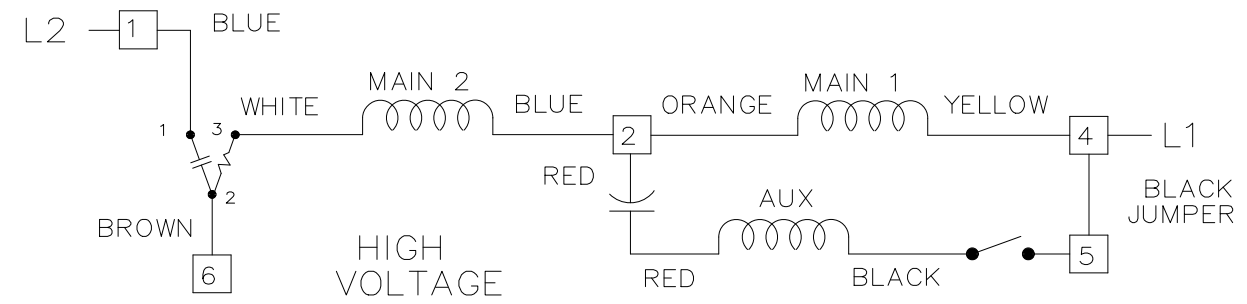 L2
1
BLUE
MAIN 2
MAIN 1
WHITE
BLUE
ORANGE
YELLOW
1
3
2
4
L1
RED
2
AUX
BLACK
JUMPER
BROWN
HIGH
VOLTAGE
6
RED
BLACK
5